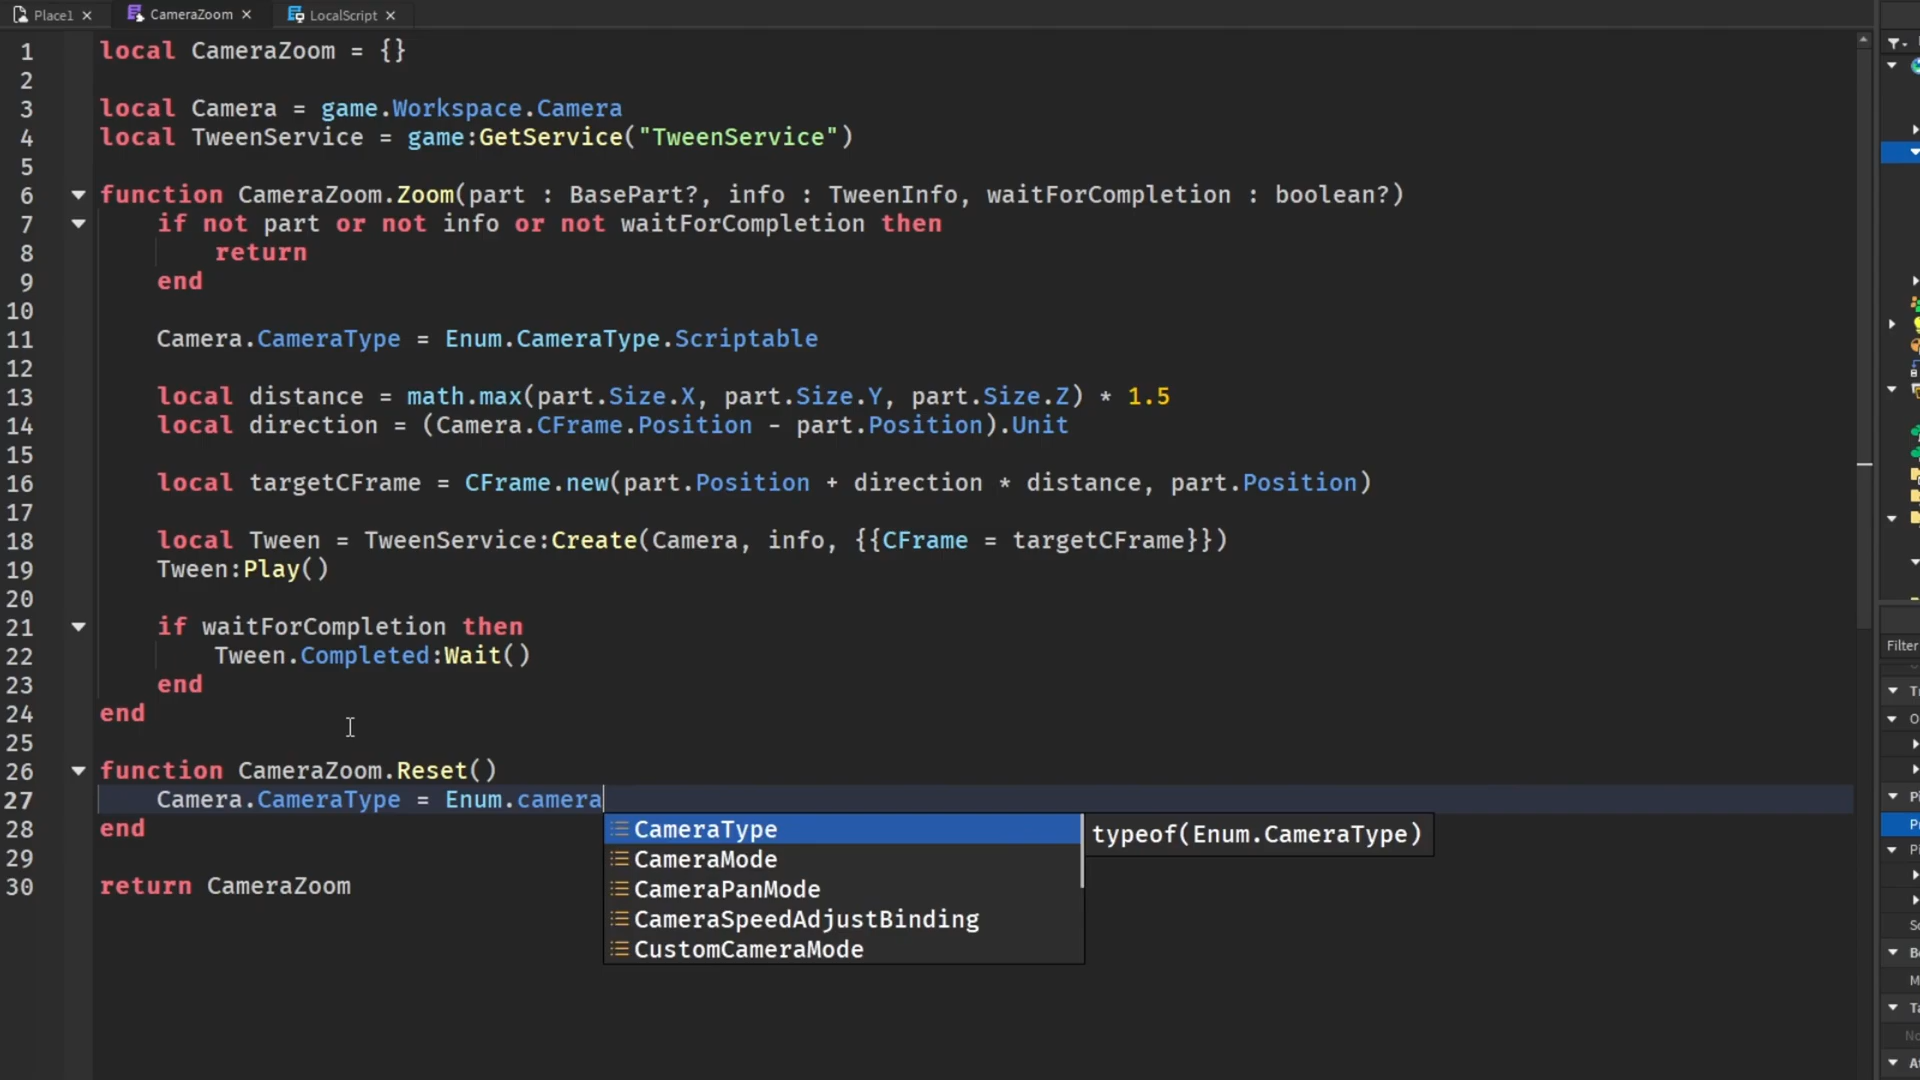 Place1
CameraZoom
LocalScript
1 local CameraZoom = {}
2
3 local Camera = game.Workspace.Camera
4 local TweenService = game:GetService("TweenService")
5
6 function CameraZoom.Zoom(part : BasePart?, info : TweenInfo, waitForCompletion : boolean?)
7 if not part or not info or not waitForCompletion then
8 return
9 end
10
11 Camera.CameraType = Enum.CameraType.Scriptable
12
13 local distance = math.max(part.Size.X, part.Size.Y, part.Size.Z) * 1.5
14 local direction = (Camera.CFrame.Position - part.Position).Unit
15
16 local targetCFrame = CFrame.new(part.Position + direction * distance, part.Position)
17
18 local Tween = TweenService:Create(Camera, info, {{CFrame = targetCFrame}})
19 Tween:Play()
20
21 if waitForCompletion then
22 Tween.Completed:Wait()
23 end
24 end
25
26 function CameraZoom.Reset()
27 Camera.CameraType = Enum.camera
28 end
29
30 return CameraZoom
CameraType
typeof(Enum.CameraType)
CameraMode
CameraPanMode
CameraSpeedAdjustBinding
CustomCameraMode
Filter